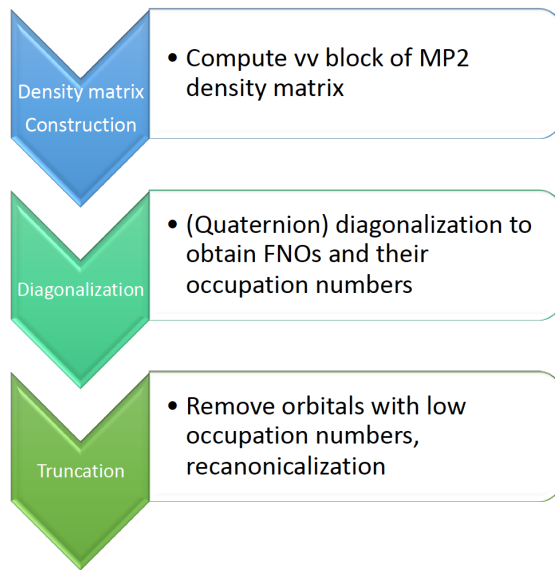 Density matrix
Construction
• Compute vv block of MP2
density matrix
Diagonalization
• (Quaternion) diagonalization to
obtain FNOs and their
occupation numbers
Truncation
• Remove orbitals with low
occupation numbers,
recanonicalization